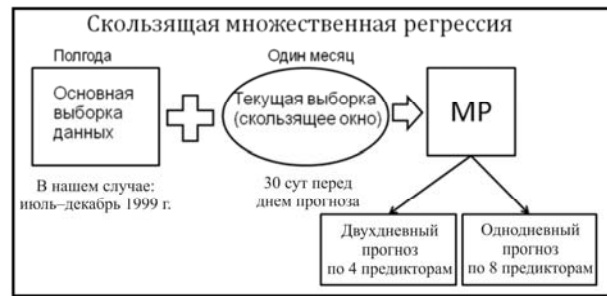 Скользящая множественная регрессия
Полгода
Основная
выборка
данных
В нашем случае:
июль–декабрь 1999 г.
Один месяц
Текущая выборка
(скользящее окно)
30 сут перед
днем прогноза
МР
Двухдневный
прогноз
по 4 предикторам
Однодневный
прогноз
по 8 предикторам